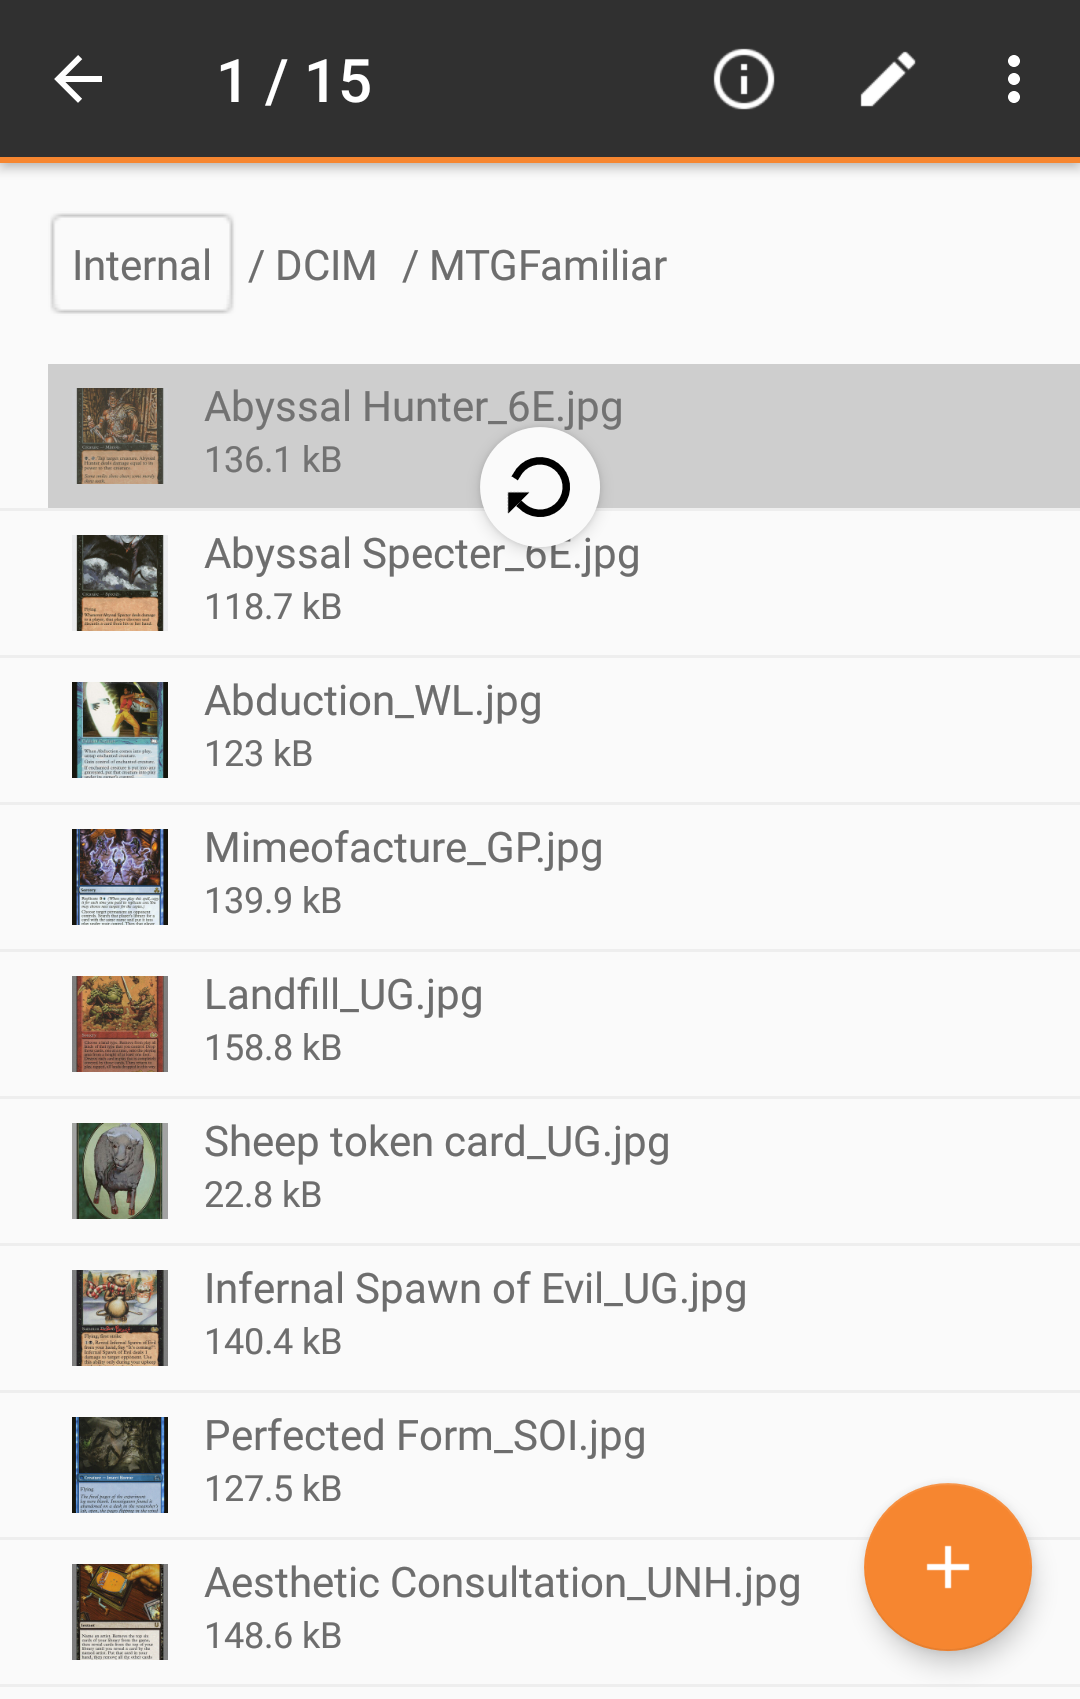 1 / 15
Internal / DCIM / MTGFamiliar
Abyssal Hunter_6E.jpg
136.1 kB
Abyssal Specter_6E.jpg
118.7 kB
Abduction_WL.jpg
123 kB
Mimeofacture_GP.jpg
139.9 kB
Landfill_UG.jpg
158.8 kB
Sheep token card_UG.jpg
22.8 kB
Infernal Spawn of Evil_UG.jpg
140.4 kB
Perfected Form_SOI.jpg
127.5 kB
Aesthetic Consultation_UNH.jpg
148.6 kB